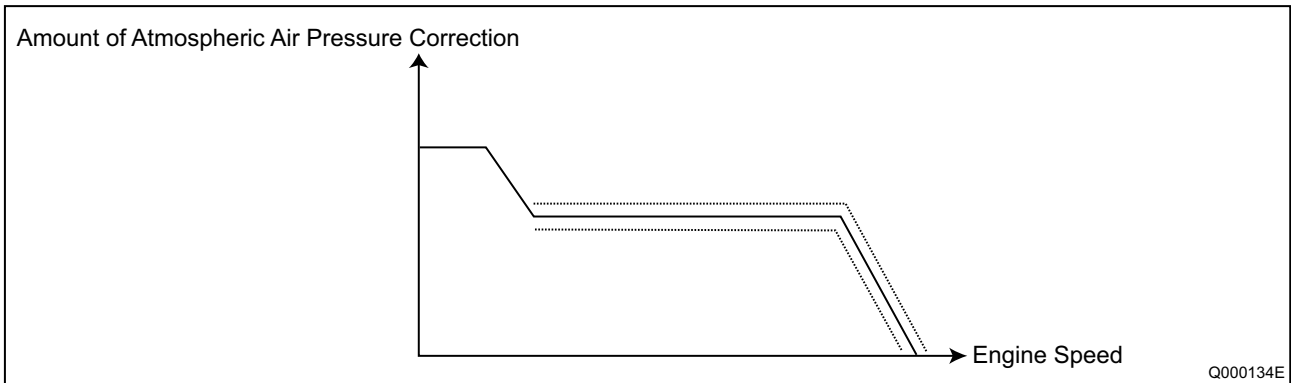 Amount of Atmospheric Air Pressure Correction
Engine Speed
Q000134E